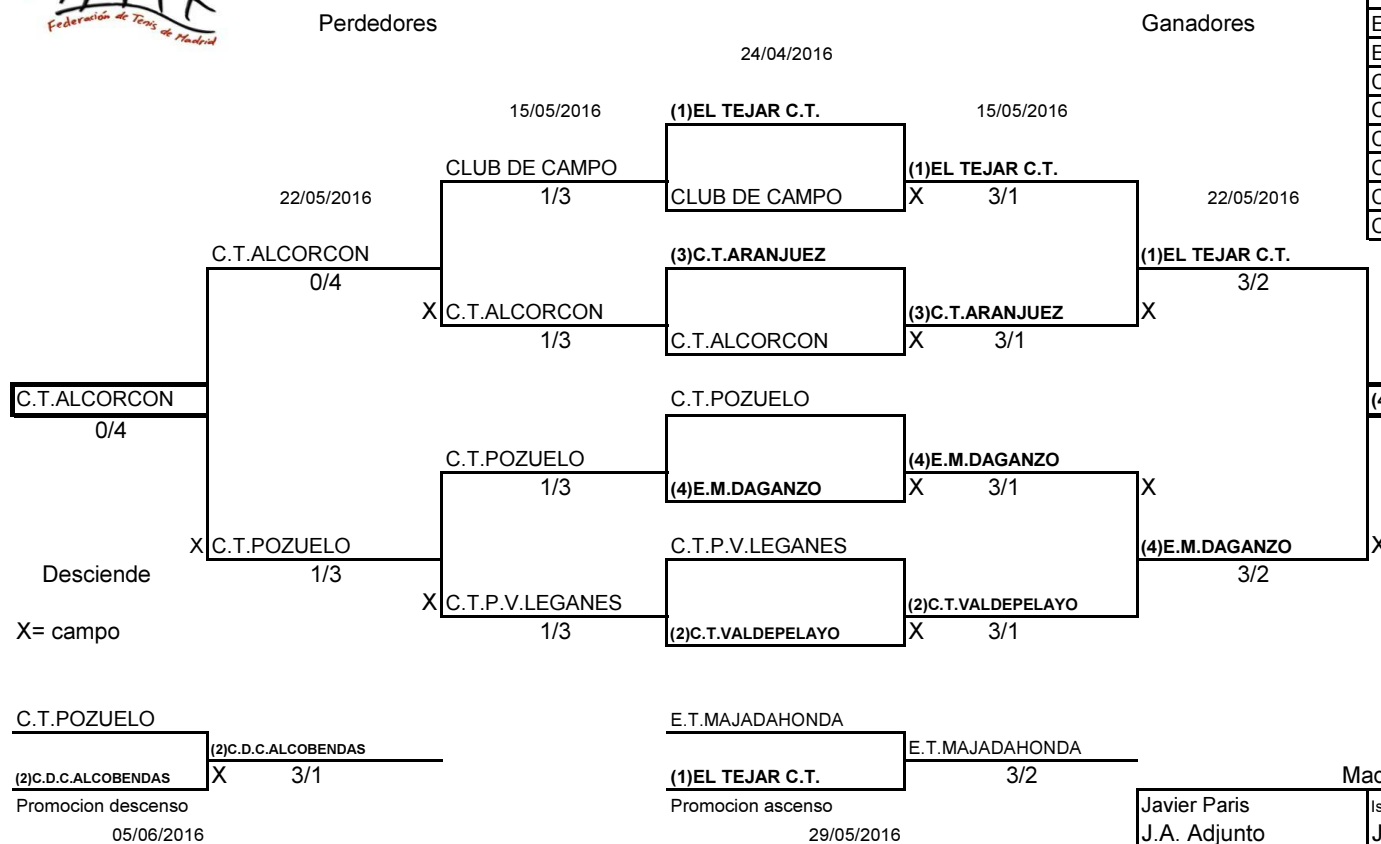 Federación de Tenis de Madrid
Perdedores
Ganadores
24/04/2016
15/05/2016
(1)EL TEJAR C.T.
15/05/2016
CLUB DE CAMPO
(1)EL TEJAR C.T.
22/05/2016
1/3
CLUB DE CAMPO
X 3/1
22/05/2016
C.T.ALCORCON
(3)C.T.ARANJUEZ
(1)EL TEJAR C.T.
0/4
3/2
X C.T.ALCORCON
(3)C.T.ARANJUEZ
X
1/3
C.T.ALCORCON
X 3/1
C.T.ALCORCON
C.T.POZUELO
0/4
C.T.POZUELO
(4)E.M.DAGANZO
1/3
(4)E.M.DAGANZO
X 3/1
X
X C.T.POZUELO
C.T.P.V.LEGANES
(4)E.M.DAGANZO
X
Desciende
1/3
3/2
X C.T.P.V.LEGANES
(2)C.T.VALDEPELAYO
X= campo
1/3
(2)C.T.VALDEPELAYO
X 3/1
C.T.POZUELO
E.T.MAJADAHONDA
(2)C.D.C.ALCOBENDAS
E.T.MAJADAHONDA
(2)C.D.C.ALCOBENDAS
X 3/1
(1)EL TEJAR C.T.
3/2
Promocion descenso
Promocion ascenso
Javier Paris
05/06/2016
29/05/2016
J.A. Adjunto